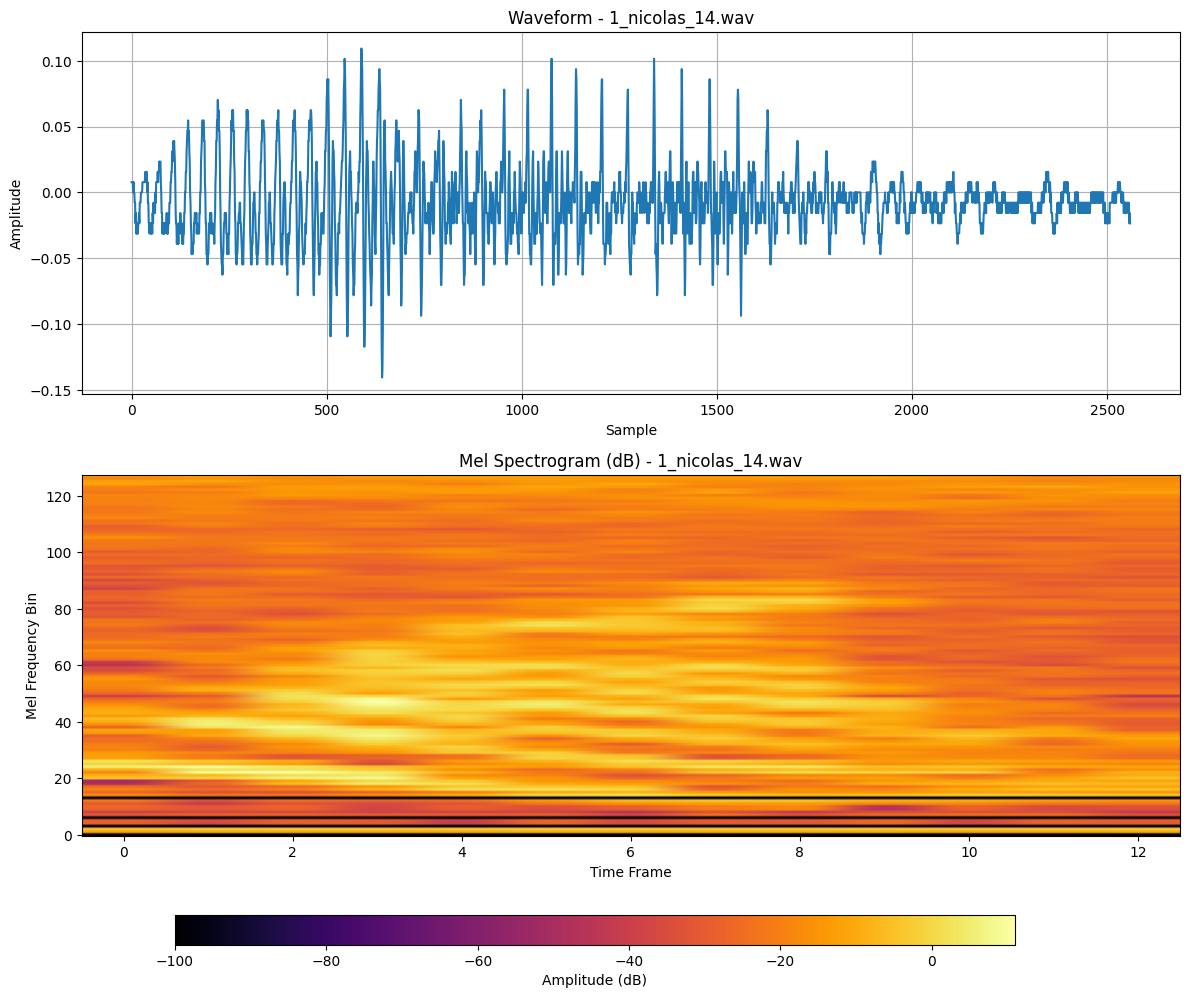 Waveform - 1_nicolas_14.wav
0.10
0.05
0.00
−0.05
−0.10
−0.15
Amplitude
0 500 1000 1500 2000 2500
Sample
Mel Spectrogram (dB) - 1_nicolas_14.wav
120
100
80
60
40
20
0
Mel Frequency Bin
0 2 4 6 8 10 12
Time Frame
−100 −80 −60 −40 −20 0
Amplitude (dB)